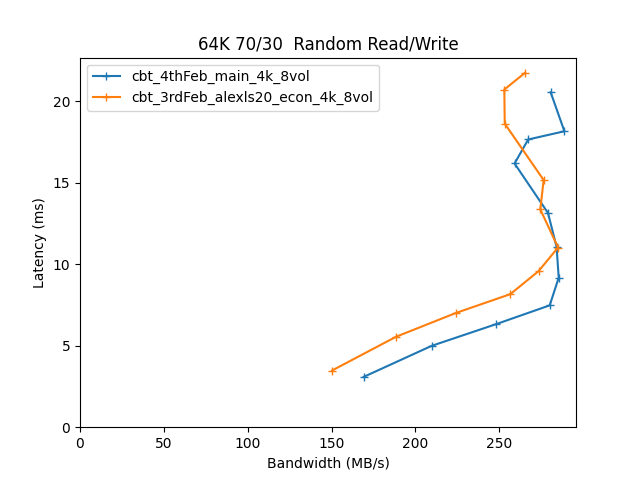 64K 70/30  Random Read/Write
cbt_4thFeb_main_4k_8vol
cbt_3rdFeb_alexls20_econ_4k_8vol
20
15
10
5
0
Latency (ms)
0 50 100 150 200 250
Bandwidth (MB/s)